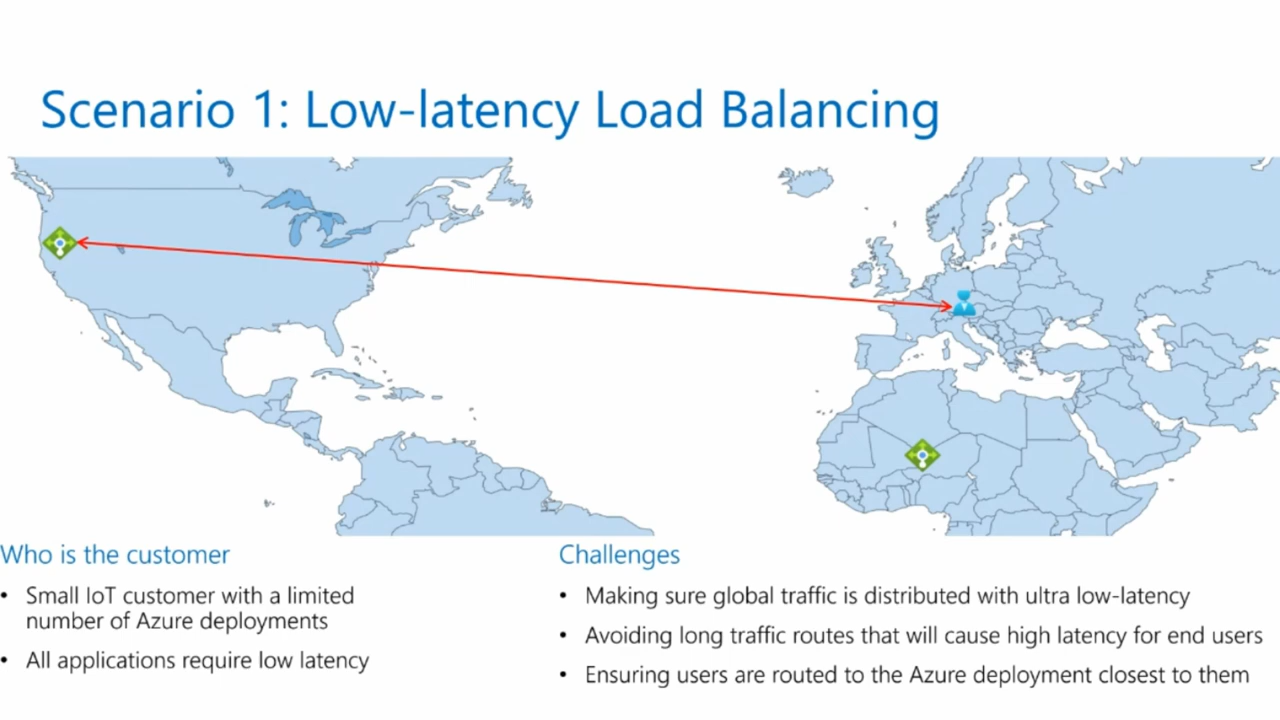 Scenario 1: Low-latency Load Balancing
Who is the customer
• Small IoT customer with a limited
number of Azure deployments
• All applications require low latency
Challenges
• Making sure global traffic is distributed with ultra low-latency
• Avoiding long traffic routes that will cause high latency for end users
• Ensuring users are routed to the Azure deployment closest to them